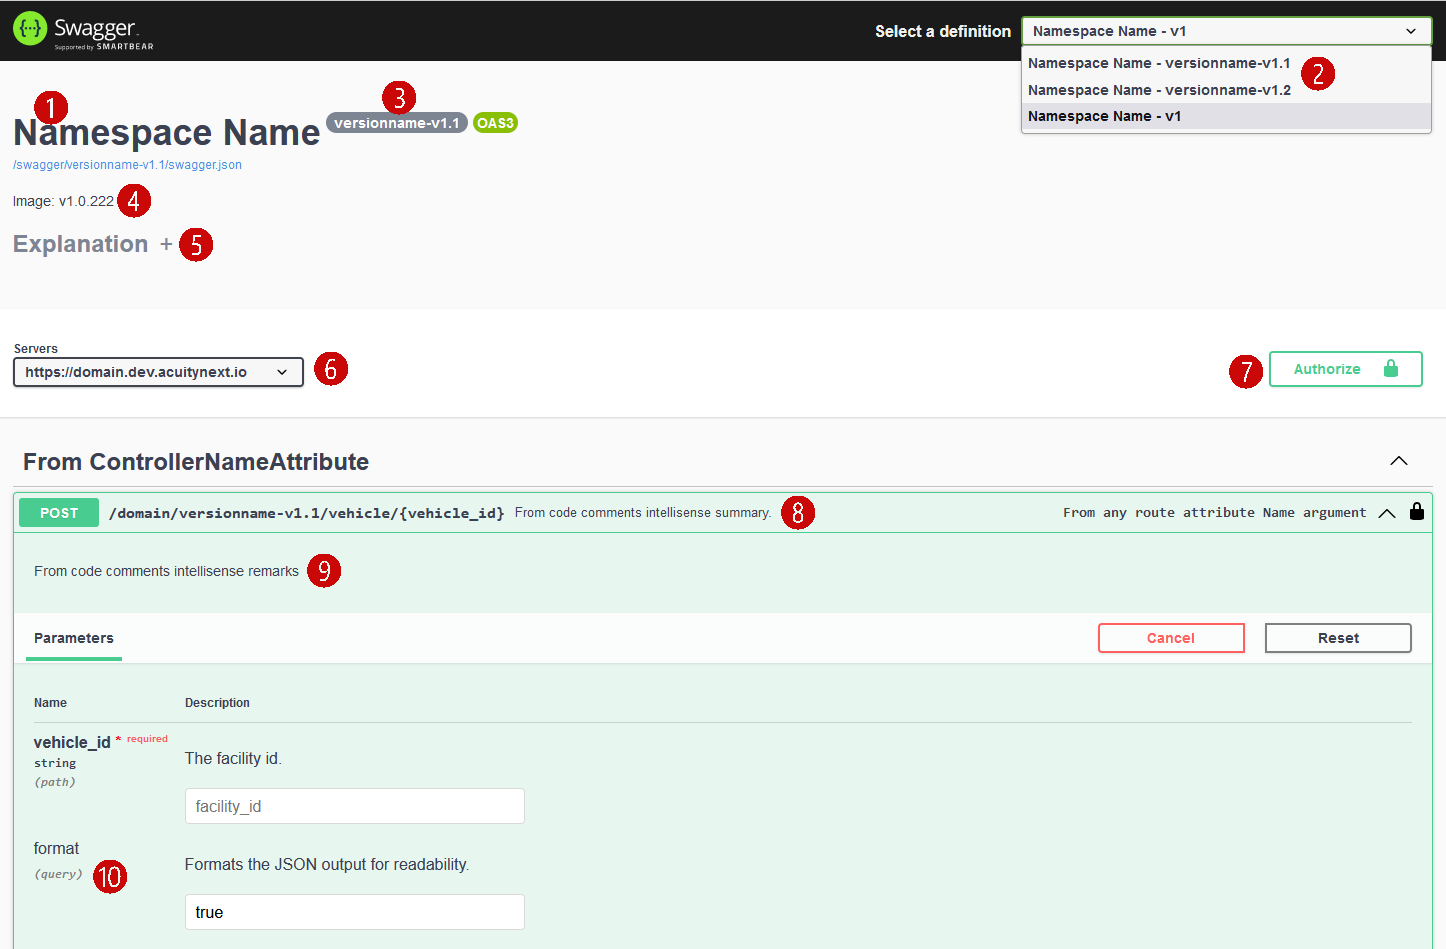 Swagger.
Supported by SMARTBEAR
Select a definition
Namespace Name - v1
Namespace Name - versionname-v1.1
2
Namespace Name - versionname-v1.2
Namespace Name - v1
1
3
Namespace Name versionname-v1.1 OAS3
/swagger/versionname-v1.1/swagger.json
Image: v1.0.222 4
Explanation + 5
Servers
https://domain.dev.acuitynext.io 6
7 Authorize
From ControllerNameAttribute
POST /domain/versionname-v1.1/vehicle/{vehicle_id} From code comments intellisense summary. 8 From any route attribute Name argument
From code comments intellisense remarks 9
Parameters Cancel Reset
Name Description
vehicle_id * required
string
(path)
The facility id.
facility_id
format
(query) 10
Formats the JSON output for readability.
true